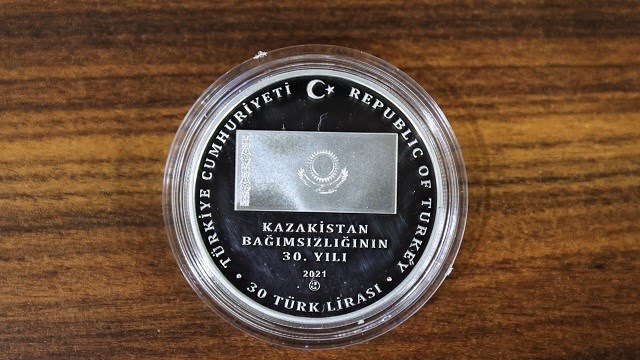 TÜRKİYE CUMHURİYETİ
REPUBLIC OF TURKEY
KAZAKİSTAN
BAĞIMSIZLIĞININ
30. YILI
2021
30 TÜRK LİRASI